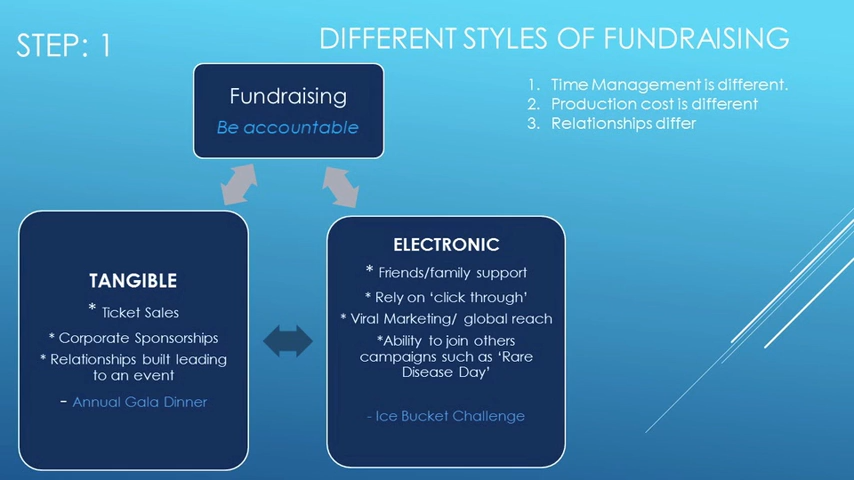 STEP: 1
DIFFERENT STYLES OF FUNDRAISING
1. Time Management is different.
2. Production cost is different
3. Relationships differ
Fundraising
Be accountable
TANGIBLE
* Ticket Sales
* Corporate Sponsorships
* Relationships built leading
to an event
- Annual Gala Dinner
ELECTRONIC
* Friends/family support
* Rely on ‘click through’
* Viral Marketing/ global reach
*Ability to join others
campaigns such as ‘Rare
Disease Day’
- Ice Bucket Challenge